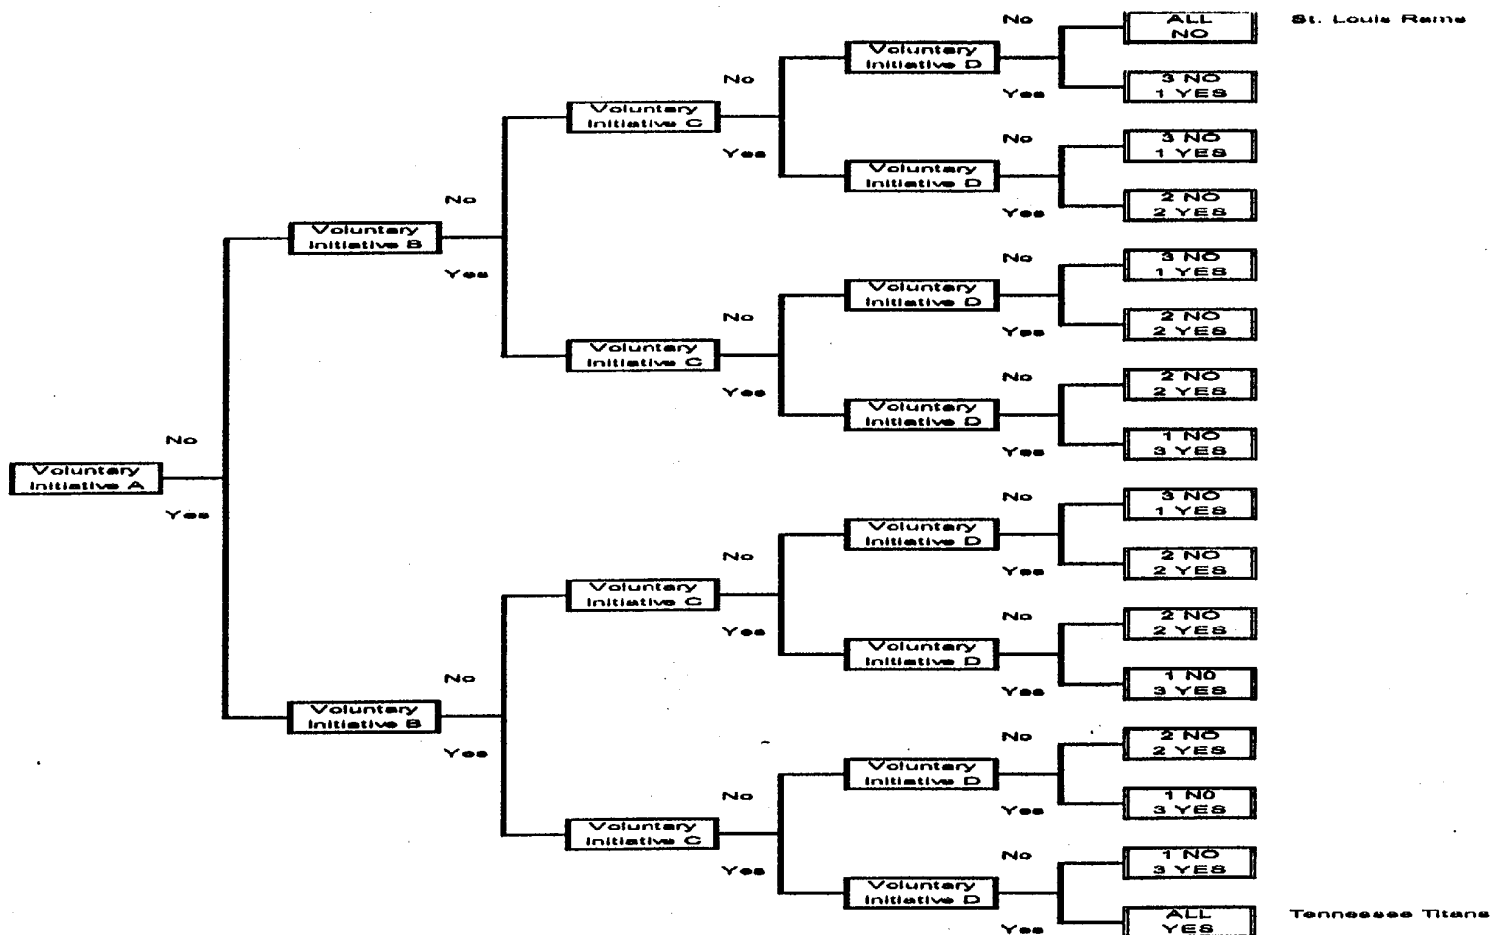 No
ALL
NO
St. Louis Rams
Voluntary
Initiative D
Yes
3 NO
1 YES
No
Voluntary
Initiative C
Yes
No
3 NO
1 YES
Voluntary
Initiative D
Yes
2 NO
2 YES
No
Voluntary
Initiative B
Yes
No
3 NO
1 YES
Voluntary
Initiative D
Yes
2 NO
2 YES
No
Voluntary
Initiative C
Yes
No
2 NO
2 YES
Voluntary
Initiative D
Yes
1 NO
3 YES
No
Voluntary
Initiative A
Yes
No
3 NO
1 YES
Voluntary
Initiative D
Yes
2 NO
2 YES
No
Voluntary
Initiative C
Yes
No
2 NO
2 YES
Voluntary
Initiative D
Yes
1 NO
3 YES
No
Voluntary
Initiative B
Yes
No
2 NO
2 YES
Voluntary
Initiative D
Yes
1 NO
3 YES
No
Voluntary
Initiative C
Yes
No
1 NO
3 YES
Voluntary
Initiative D
Yes
ALL
YES
Tennessee Titans